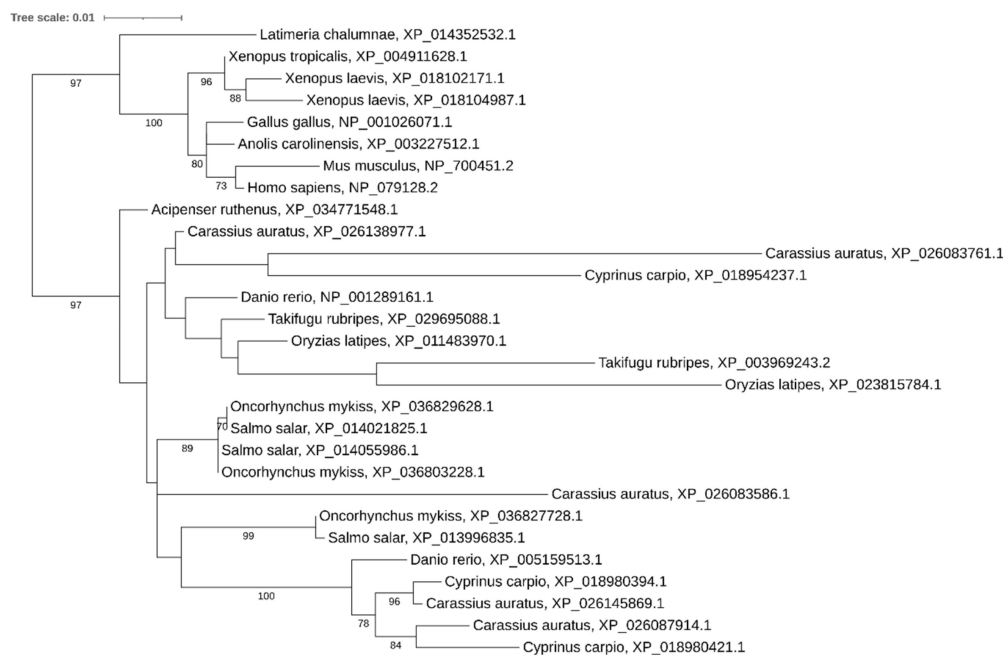 Tree scale: 0.01
Latimeria chalumnae, XP_014352532.1
Xenopus tropicalis, XP_004911628.1
97
96
Xenopus laevis, XP_018102171.1
88
Xenopus laevis, XP_018104987.1
100
Gallus gallus, NP_001026071.1
Anolis carolinensis, XP_003227512.1
80
Mus musculus, NP_700451.2
73
Homo sapiens, NP_079128.2
Acipenser ruthenus, XP_034771548.1
Carassius auratus, XP_026138977.1
Carassius auratus, XP_026083761.1
Cyprinus carpio, XP_018954237.1
97
Danio rerio, NP_001289161.1
Takifugu rubripes, XP_029695088.1
Oryzias latipes, XP_011483970.1
Takifugu rubripes, XP_003969243.2
Oryzias latipes, XP_023815784.1
Oncorhynchus mykiss, XP_036829628.1
70
Salmo salar, XP_014021825.1
89
Salmo salar, XP_014055986.1
Oncorhynchus mykiss, XP_036803228.1
Carassius auratus, XP_026083586.1
Oncorhynchus mykiss, XP_036827728.1
99
Salmo salar, XP_013996835.1
Danio rerio, XP_005159513.1
Cyprinus carpio, XP_018980394.1
100
96
Carassius auratus, XP_026145869.1
78
Carassius auratus, XP_026087914.1
84
Cyprinus carpio, XP_018980421.1